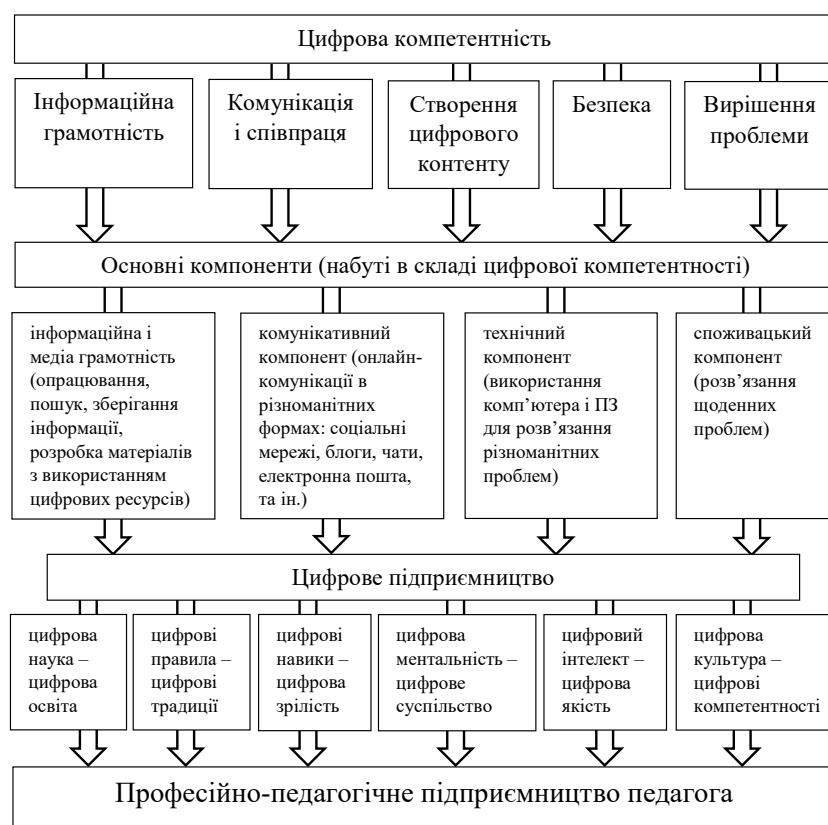 Цифрова компетентність
Інформаційна
грамотність
Комунікація
і співпраця
Створення
цифрового
контенту
Безпека
Вирішення
проблеми
Основні компоненти (набуті в складі цифрової компетентності)
інформаційна і
медіа грамотність
(опрацювання,
пошук, зберігання
інформації,
розробка матеріалів
з використанням
цифрових ресурсів)
комунікативний
компонент (онлайн-
комунікації в
різноманітних
формах: соціальні
мережі, блоги, чати,
електронна пошта,
та ін.)
технічний
компонент
(використання
комп’ютера і ПЗ
для розв’язання
різноманітних
проблем)
споживацький
компонент
(розв’язання
щоденних
проблем)
Цифрове підприємництво
цифрова
наука –
цифрова
освіта
цифрові
правила –
цифрові
традиції
цифрові
навики –
цифрова
зрілість
цифрова
ментальність –
цифрове
суспільство
цифровий
інтелект –
цифрова
якість
цифрова
культура –
цифрові
компетентності
Професійно-педагогічне підприємництво педагога